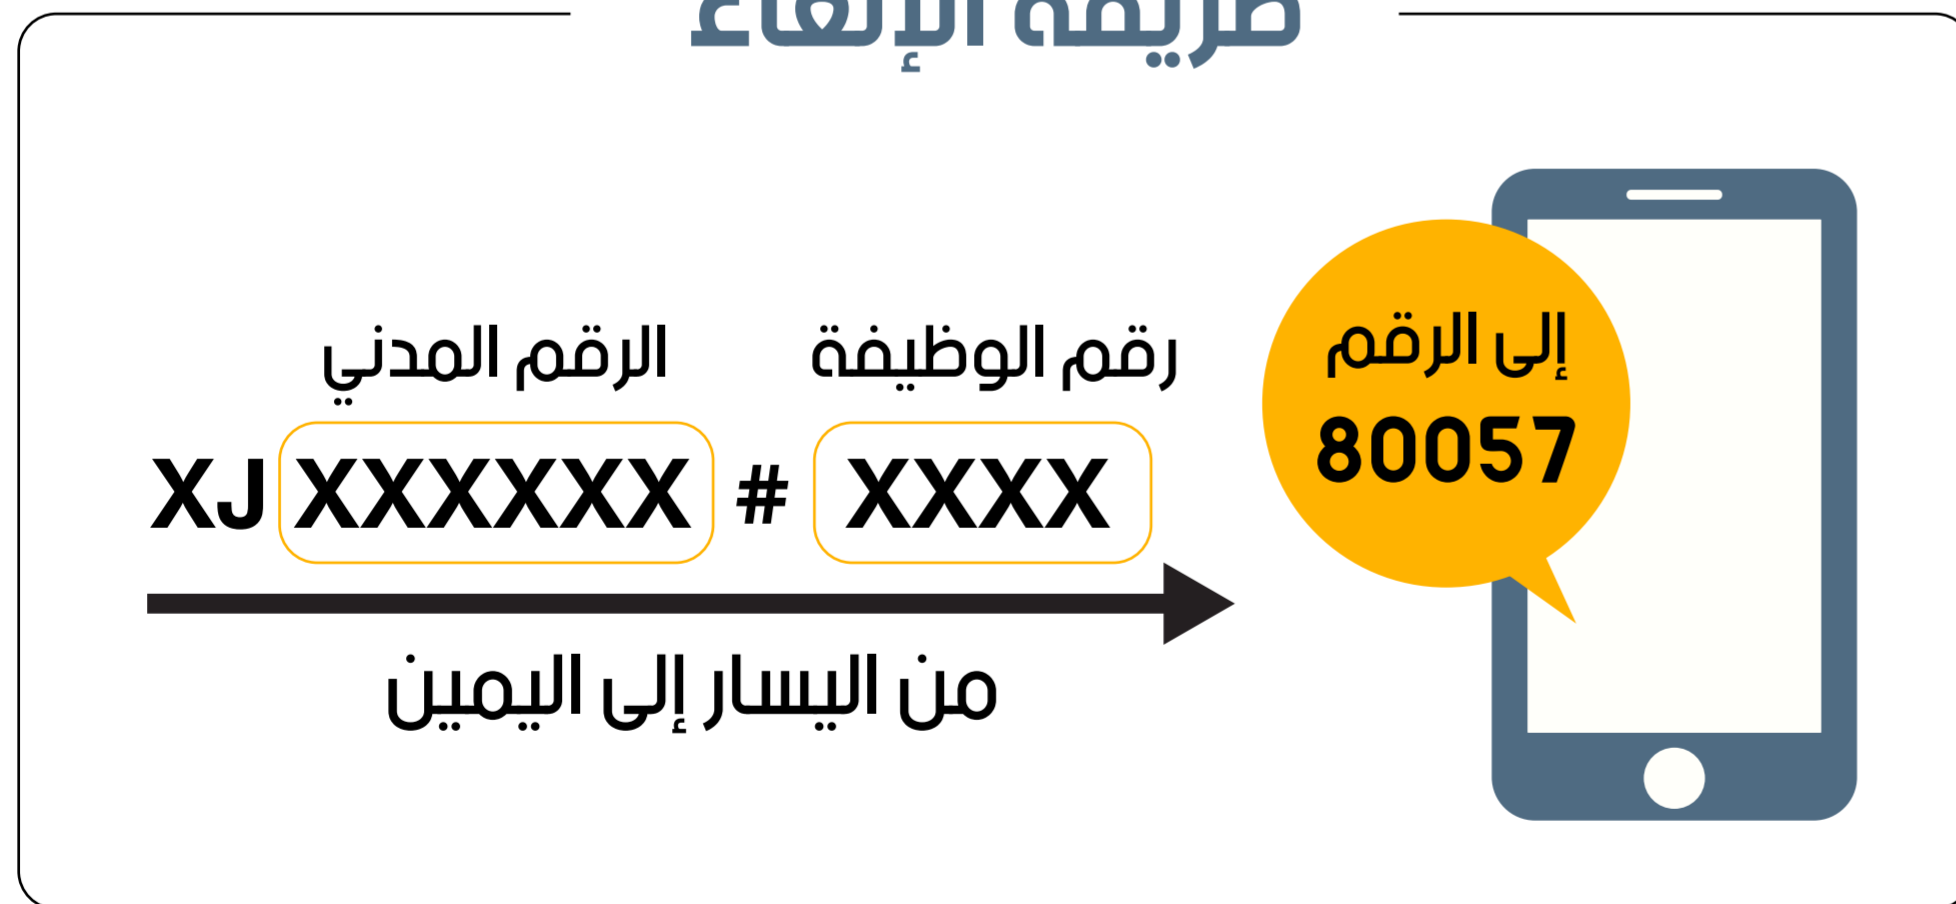 طريقة الإلغاء
إلى الرقم
80057
رقم الوظيفة
الرقم المدني
XJ XXXXXX # XXXX
من اليسار إلى اليمين